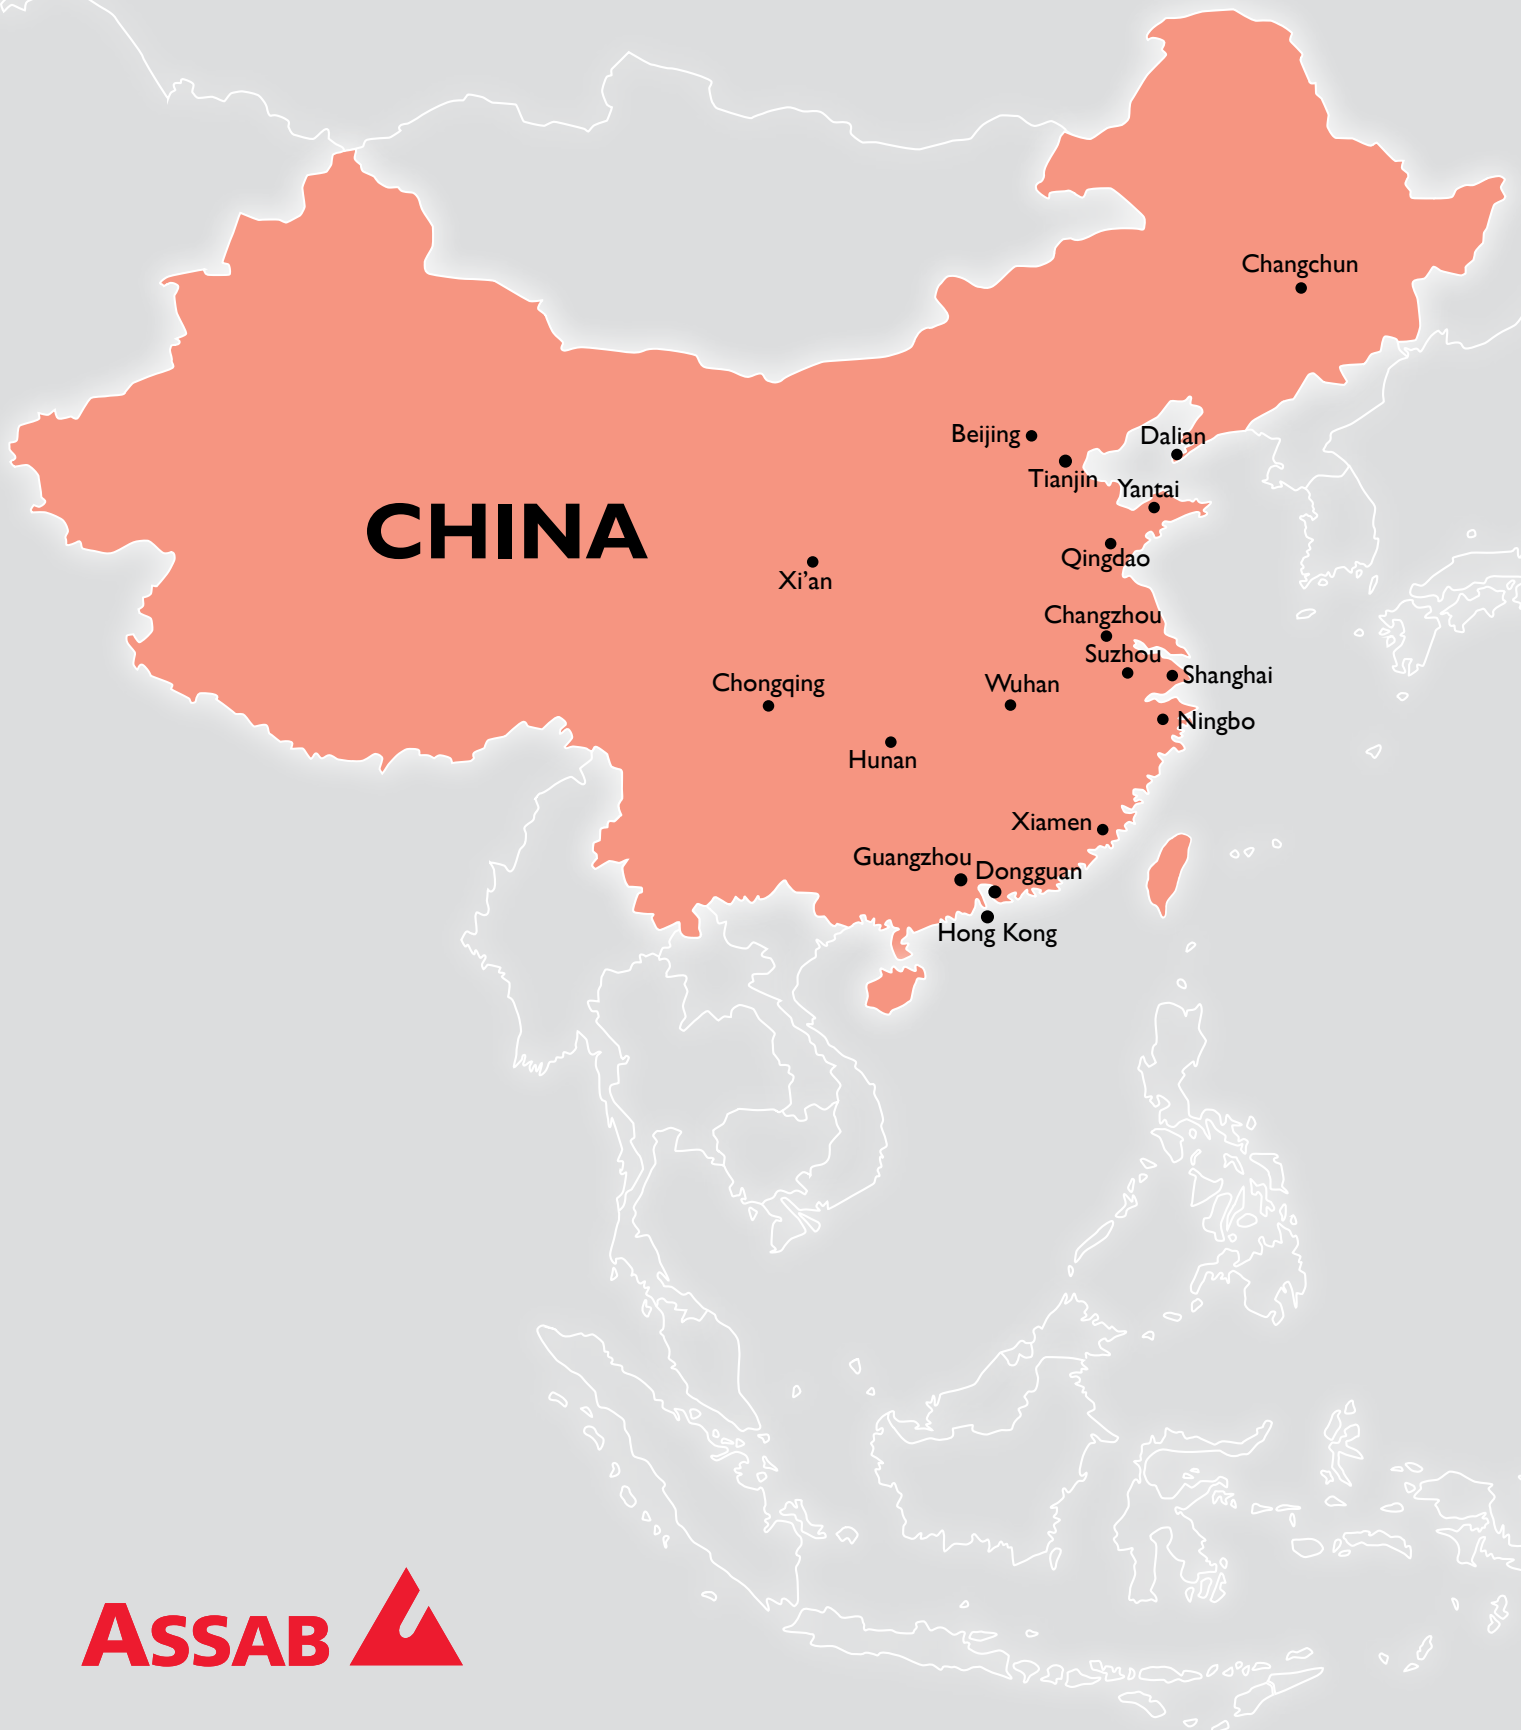 Changchun
Beijing
Dalian
Tianjin
Yantai
CHINA
Qingdao
Xi’an
Changzhou
Suzhou
Shanghai
Chongqing
Wuhan
Ningbo
Hunan
Xiamen
Guangzhou
Dongguan
Hong Kong
ASSAB